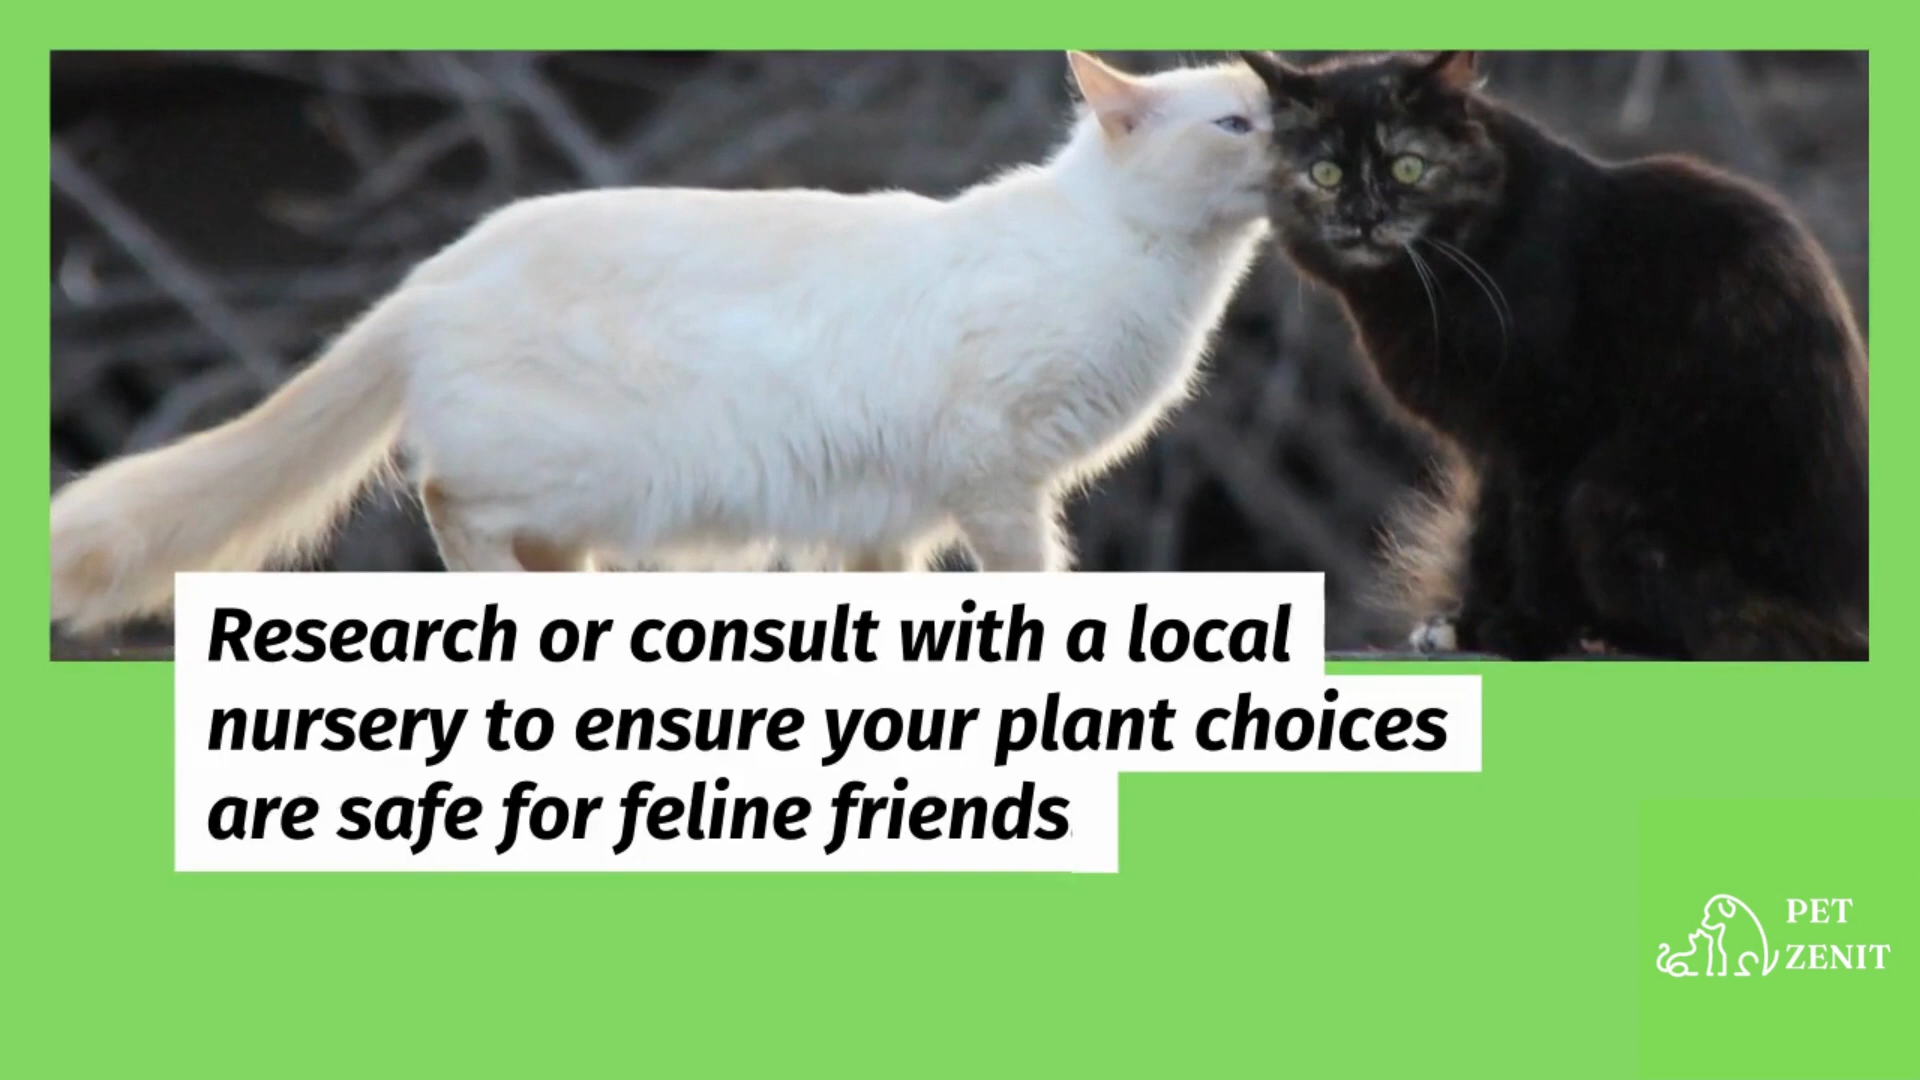 Research or consult with a local
nursery to ensure your plant choices
are safe for feline friends.
PET
ZENIT